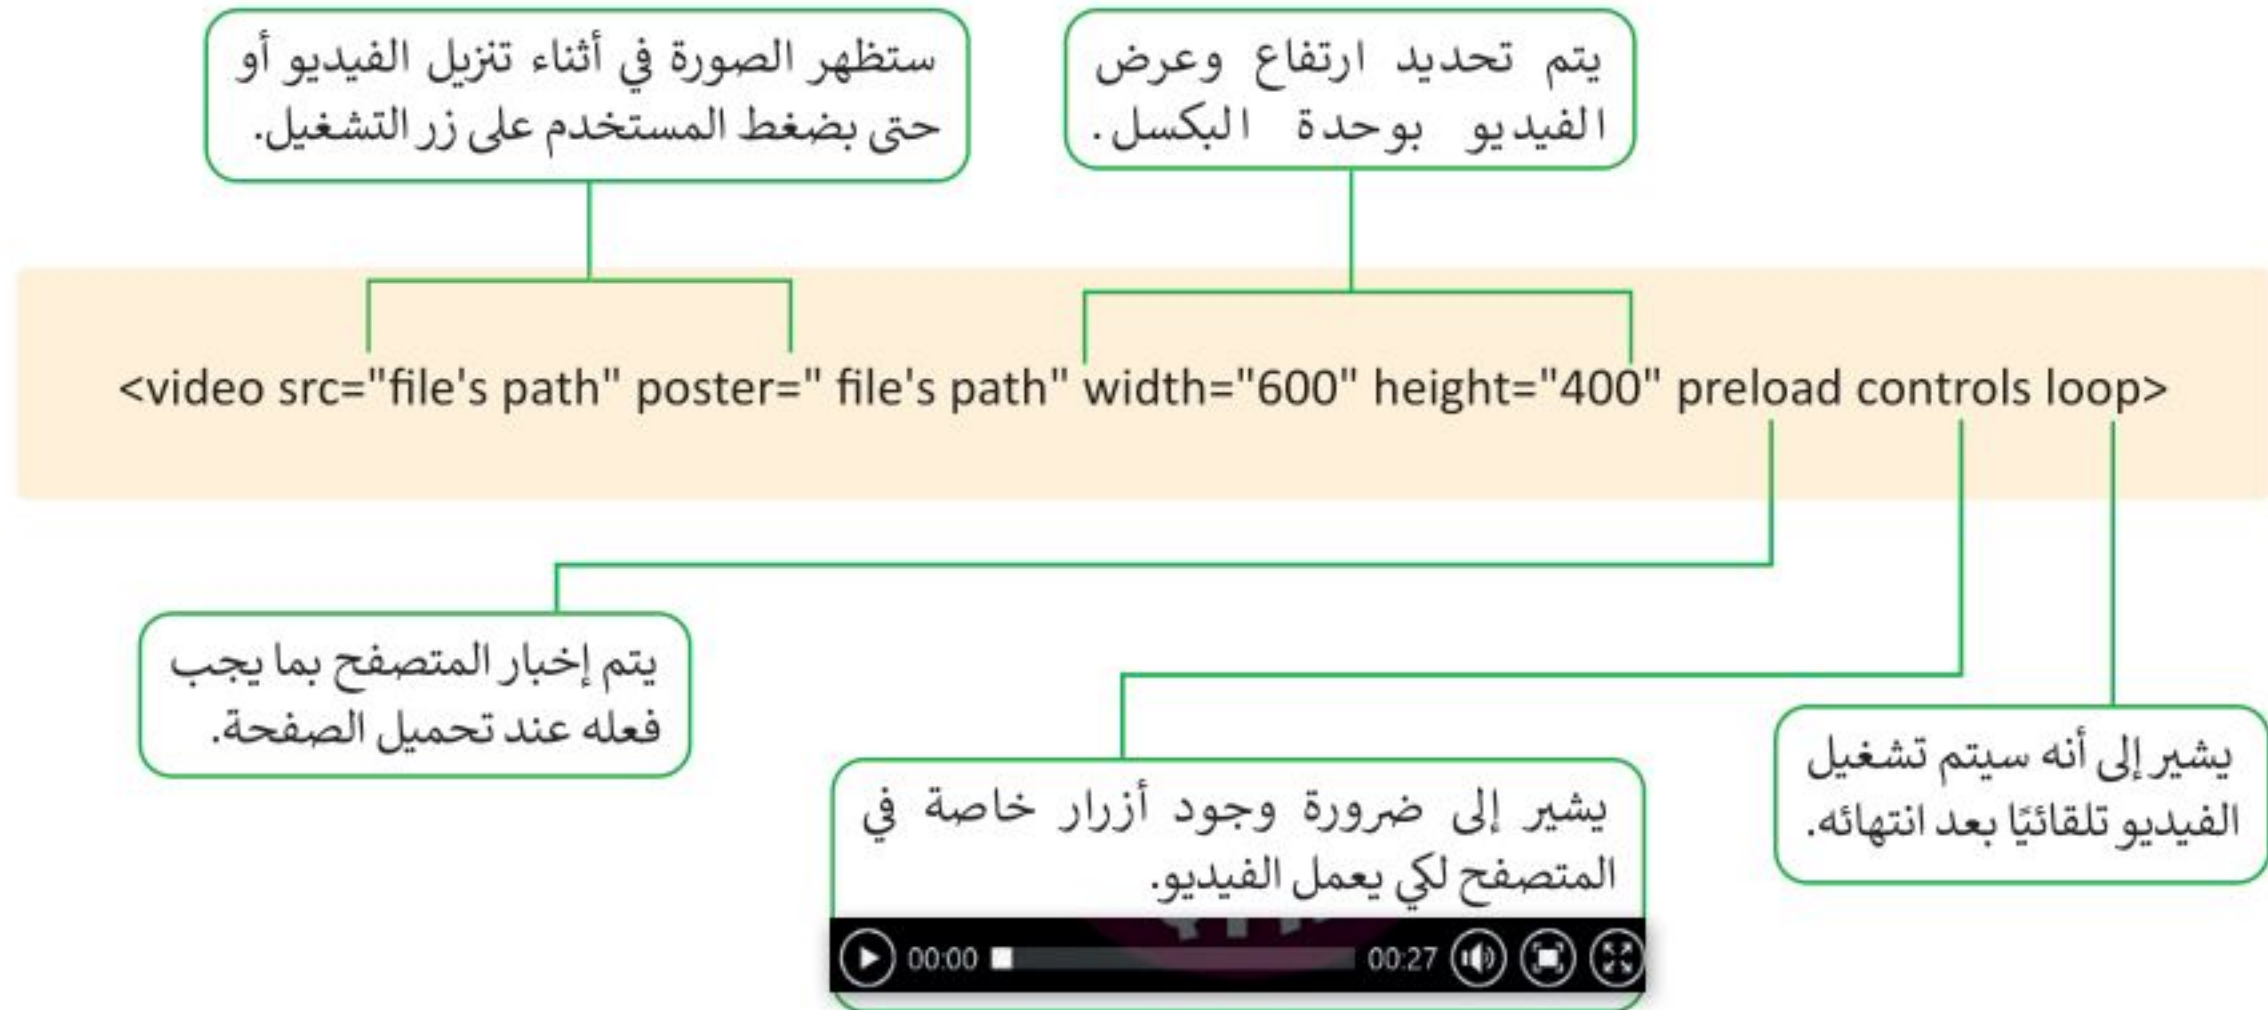 يتم تحديد ارتفاع وعرض
الفيديو بوحدة البكسل.
ستظهر الصورة في أثناء تنزيل الفيديو أو
حتى بضغط المستخدم على زر التشغيل.
<video src="file's path" poster=" file's path" width="600" height="400" preload controls loop>
يتم إخبار المتصفح بما يجب
فعله عند تحميل الصفحة.
يشير إلى أنه سيتم تشغيل
الفيديو تلقائيًا بعد انتهائه.
يشير إلى ضرورة وجود أزرار خاصة في
المتصفح لكي يعمل الفيديو.
00:00 00:27